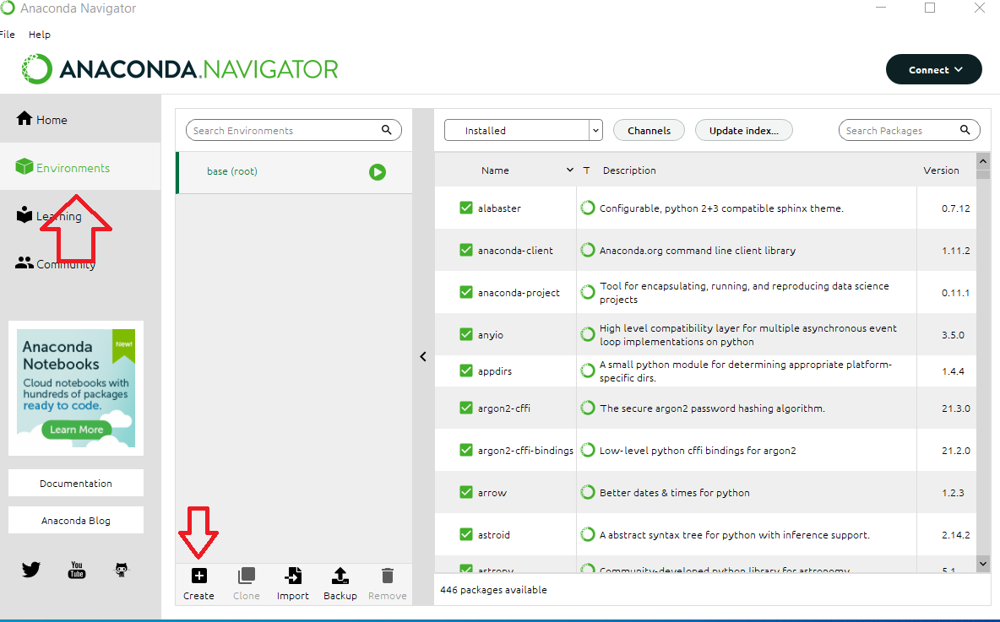 Anaconda Navigator
File Help
ANACONDA.NAVIGATOR
Connect
Home
Environments
Learning
Community
Anaconda
Notebooks
New!
Cloud notebooks with
hundreds of packages
ready to code.
Learn More
Documentation
Anaconda Blog
You
Tube
Search Environments
base (root)
Create Clone Import Backup Remove
Installed Channels Update index... Search Packages
Name T Description Version
alabaster Configurable, python 2+3 compatible sphinx theme. 0.7.12
anaconda-client Anaconda.org command line client library 1.11.2
anaconda-project Tool for encapsulating, running, and reproducing data science
projects 0.11.1
anyio High level compatibility layer for multiple asynchronous event
loop implementations on python 3.5.0
appdirs A small python module for determining appropriate platform-
specific dirs. 1.4.4
argon2-cffi The secure argon2 password hashing algorithm. 21.3.0
argon2-cffi-bindings Low-level python cffi bindings for argon2 21.2.0
arrow Better dates & times for python 1.2.3
astroid A abstract syntax tree for python with inference support. 2.14.2
astropy Community-developed python library for astronomy 5.1
446 packages available